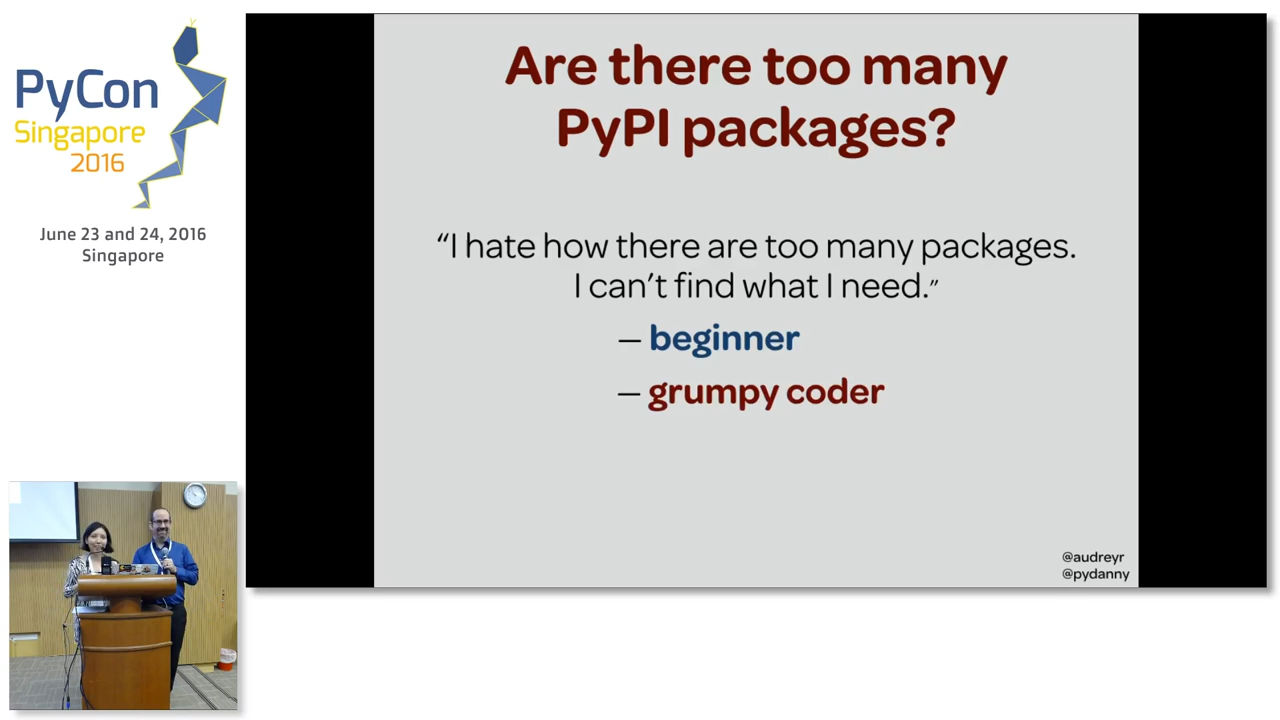 PyCon
Singapore
2016
June 23 and 24, 2016
Singapore
Are there too many
PyPI packages?
“I hate how there are too many packages.
I can’t find what I need.”
— beginner
— grumpy coder
@audreyr
@pydanny